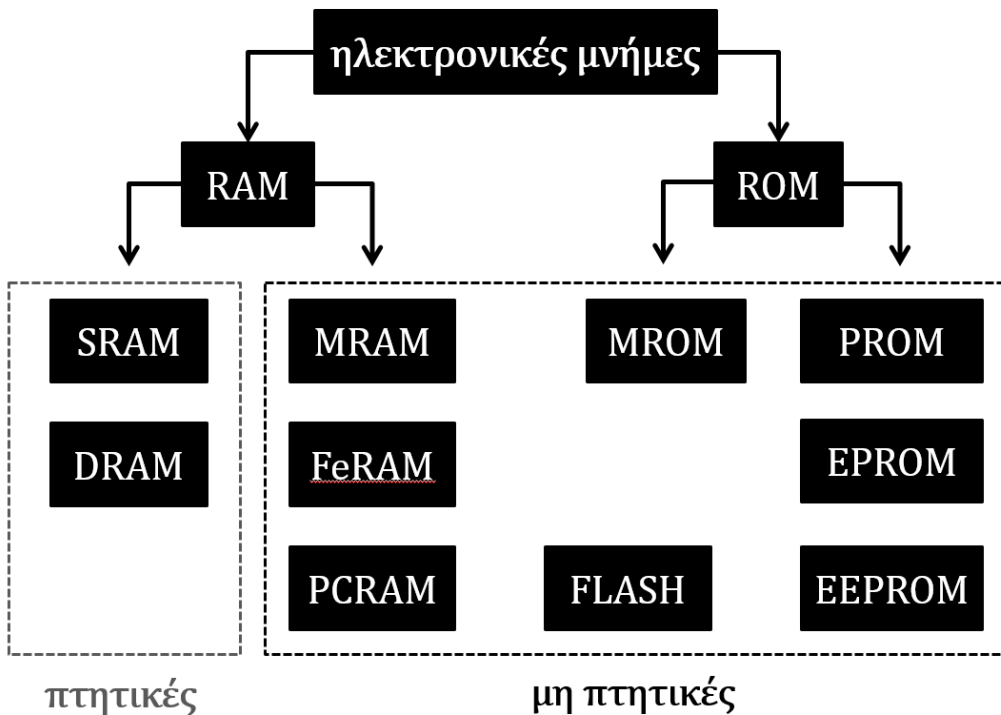 ηλεκτρονικές μνήμες
RAM
ROM
SRAM
MRAM
MROM
PROM
DRAM
FeRAM
EPROM
PCRAM
FLASH
EEPROM
πτητικές
μη πτητικές